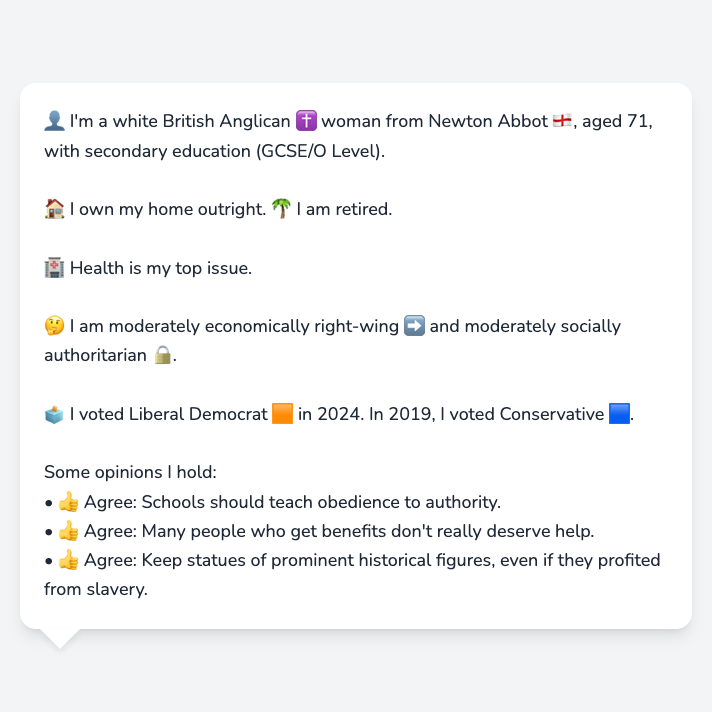 👤 I'm a white British Anglican ✝️ woman from Newton Abbot 🏴󠁧󠁢󠁥󠁮󠁧󠁿, aged 71,
with secondary education (GCSE/O Level).
🏠 I own my home outright. 🌴 I am retired.
🏥 Health is my top issue.
🤔 I am moderately economically right-wing ➡️ and moderately socially
authoritarian 🔒.
🗳️ I voted Liberal Democrat 🟧 in 2024. In 2019, I voted Conservative 🟦.
Some opinions I hold:
• 👍 Agree: Schools should teach obedience to authority.
• 👍 Agree: Many people who get benefits don't really deserve help.
• 👍 Agree: Keep statues of prominent historical figures, even if they profited
from slavery.